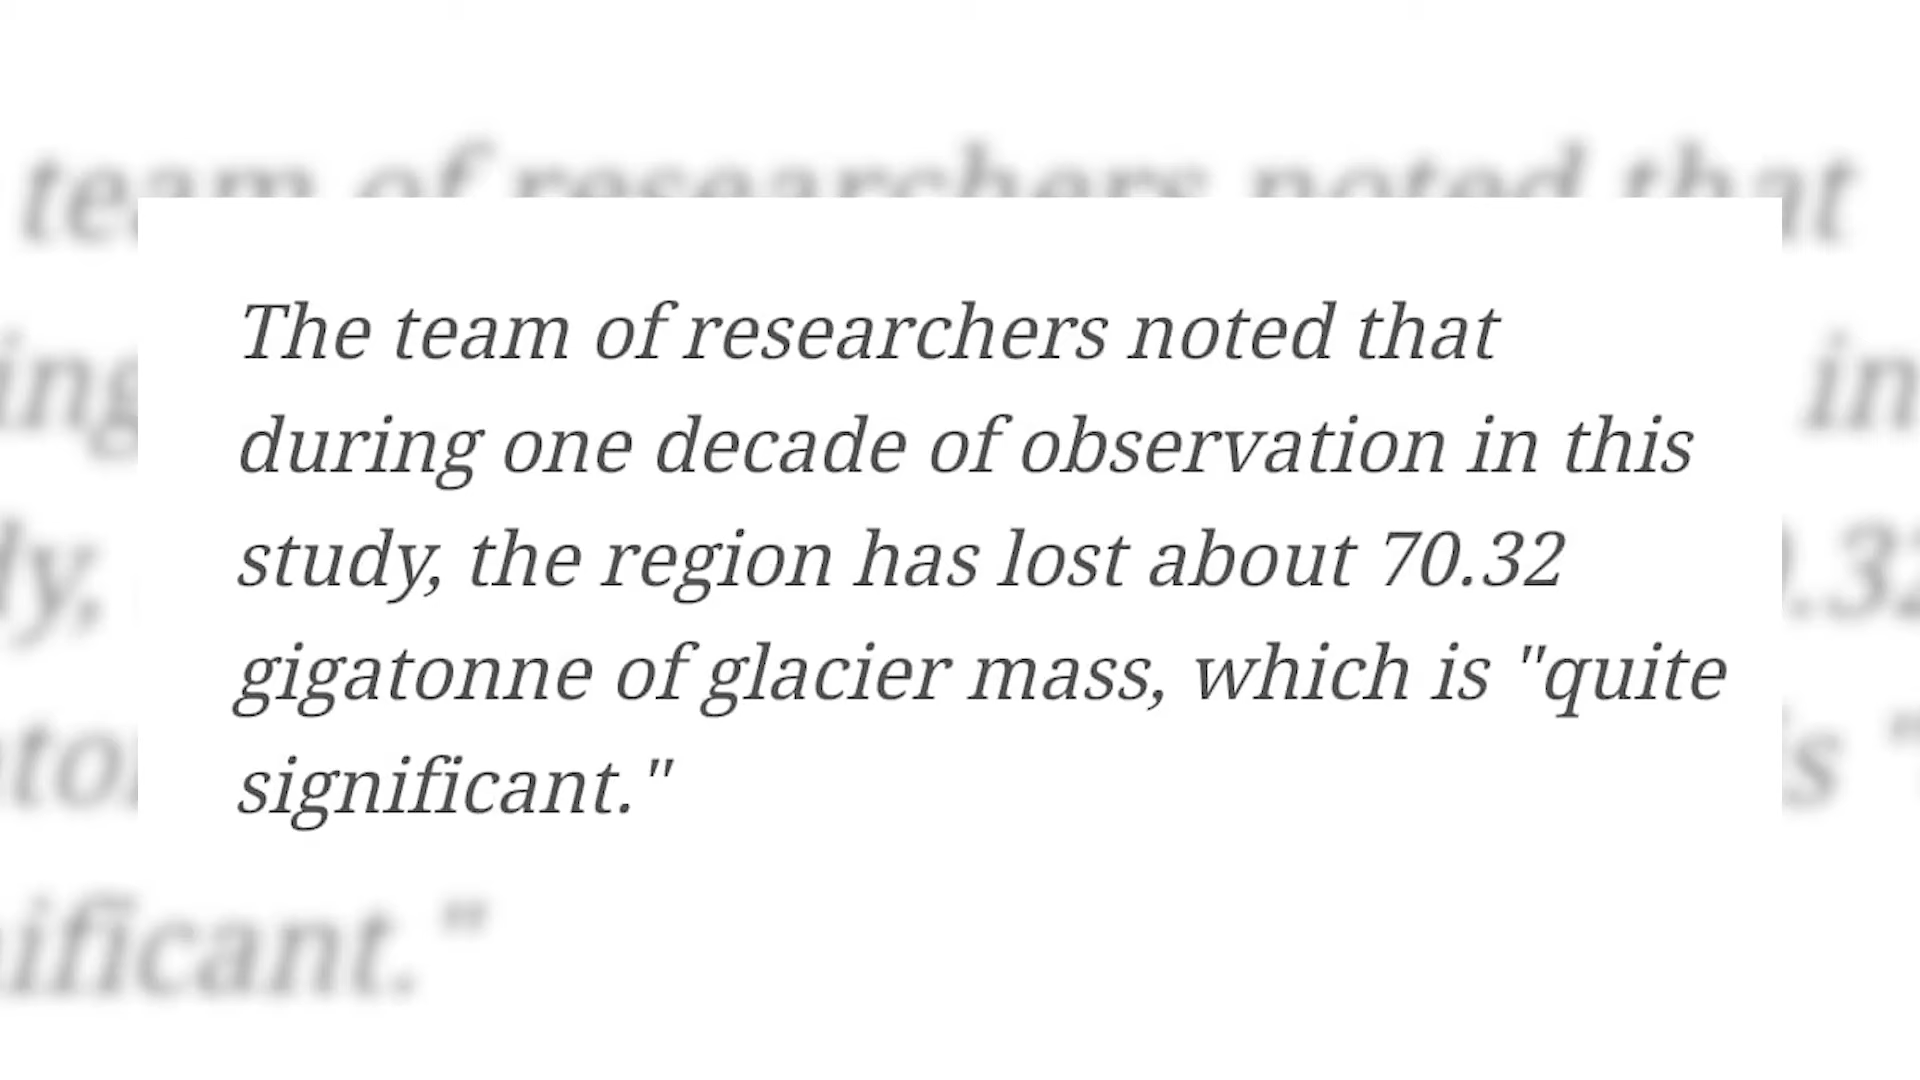 The team of researchers noted that
during one decade of observation in this
study, the region has lost about 70.32
gigatonne of glacier mass, which is "quite
significant."